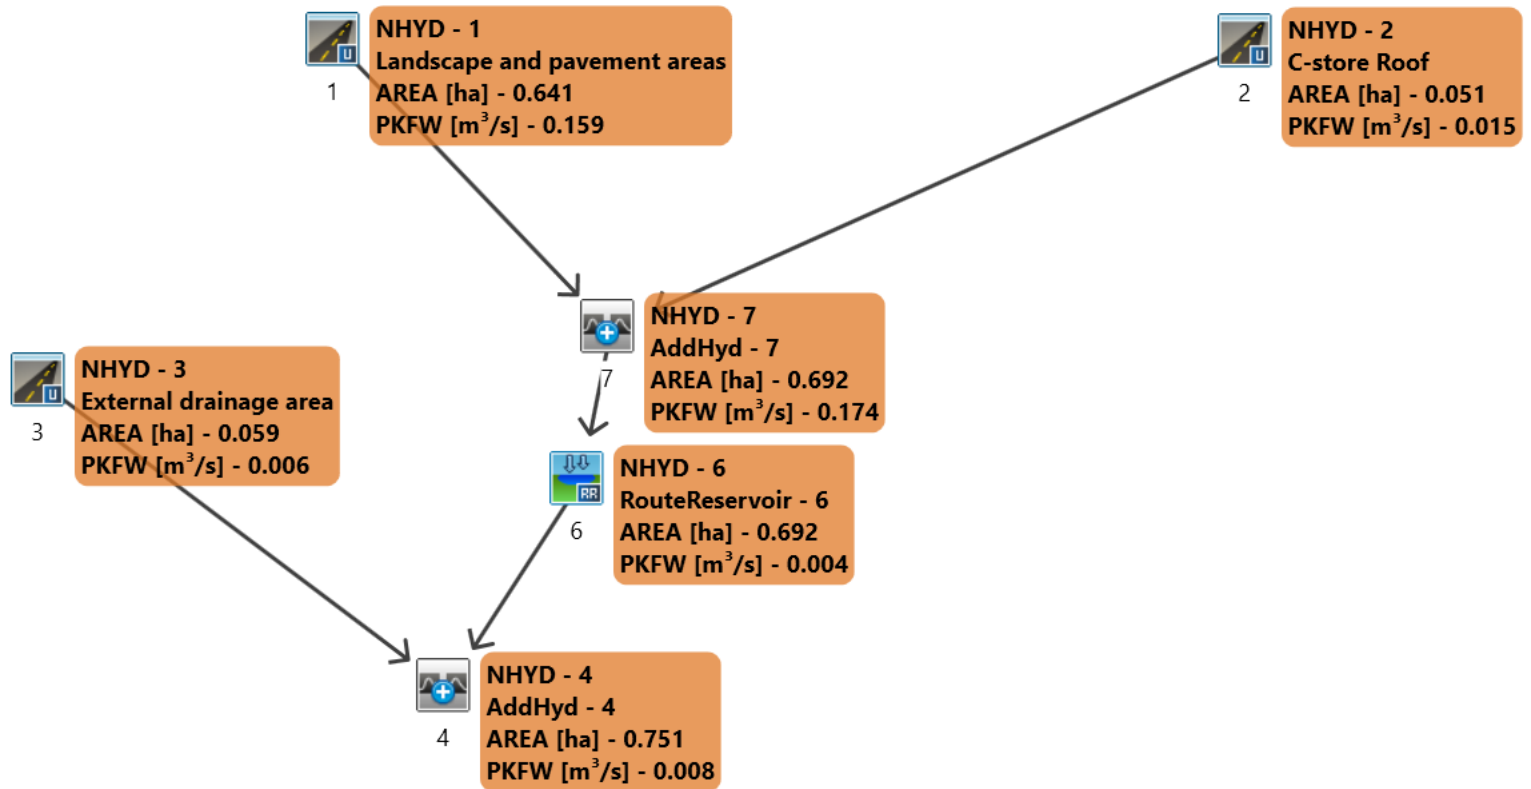 NHYD - 1
Landscape and pavement areas
AREA [ha] - 0.641
PKFW [m³/s] - 0.159
U
1
NHYD - 2
C-store Roof
AREA [ha] - 0.051
PKFW [m³/s] - 0.015
U
2
NHYD - 7
AddHyd - 7
AREA [ha] - 0.692
PKFW [m³/s] - 0.174
7
NHYD - 3
External drainage area
AREA [ha] - 0.059
PKFW [m³/s] - 0.006
U
3
NHYD - 6
RouteReservoir - 6
AREA [ha] - 0.692
PKFW [m³/s] - 0.004
RR
6
NHYD - 4
AddHyd - 4
AREA [ha] - 0.751
PKFW [m³/s] - 0.008
4